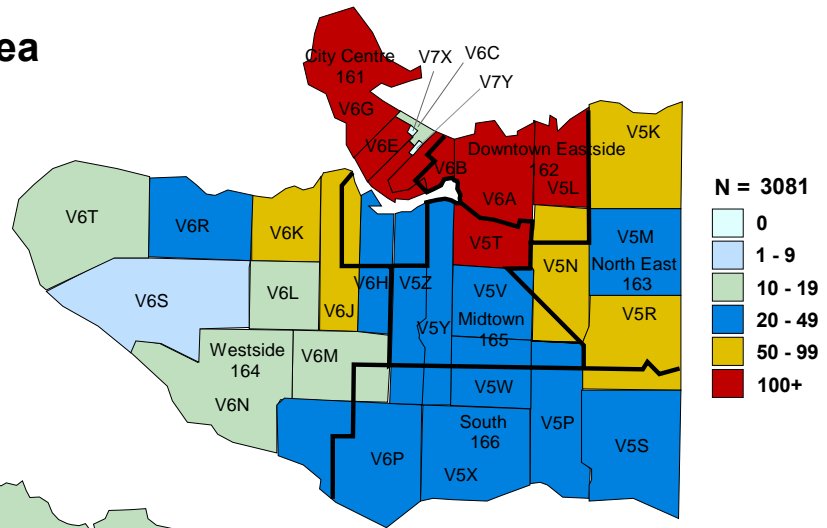 ea
City Centre
161
V7X
V6C
V7Y
V6G
V6E
V6B
Downtown Eastside
162
V5L
V6A
V5K
V6T
V6R
V6K
V5T
V5M
North East
163
V5N
V6S
V6L
V6J
V6H
V5Z
V5Y
V5V
Midtown
165
V5R
Westside
164
V6M
V6N
V5W
South
166
V5P
V5S
V6P
V5X
N = 3081
0
1 - 9
10 - 19
20 - 49
50 - 99
100+